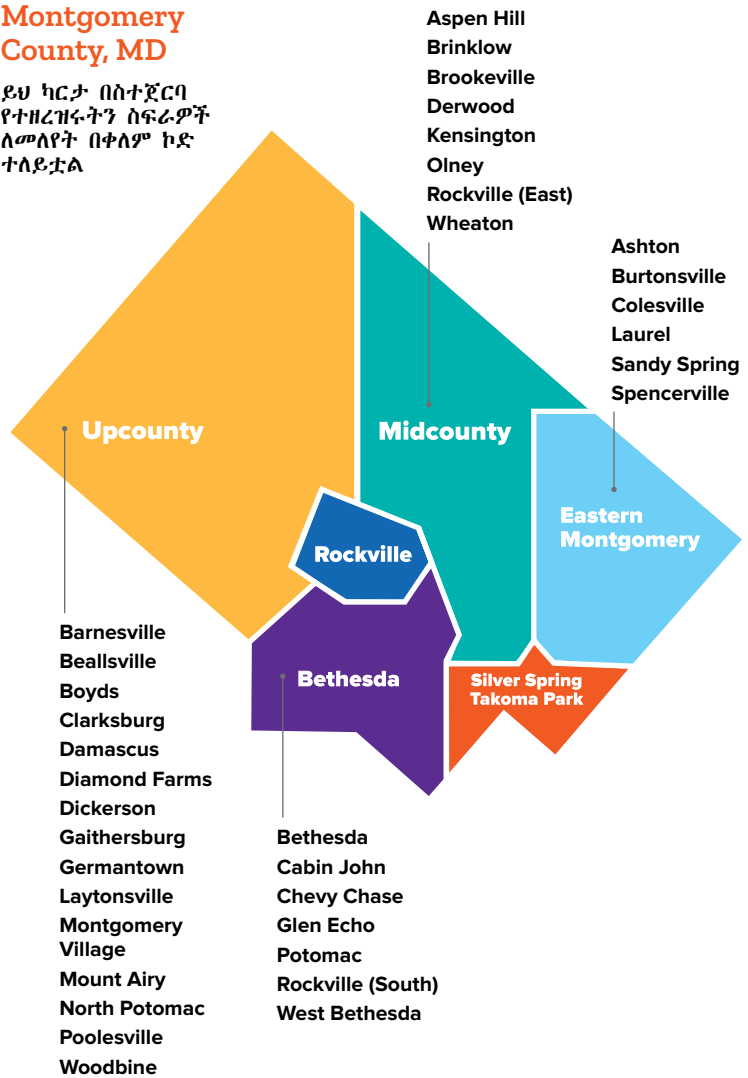 Montgomery
County, MD
ይህ ካርታ በስተጀርባ
የተዘረዝሩትን ስፍራዎች
ለመለየት በቀለም ኮድ
ተለይቷል
Aspen Hill
Brinklow
Brookeville
Derwood
Kensington
Olney
Rockville (East)
Wheaton
Ashton
Burtonsville
Colesville
Laurel
Sandy Spring
Spencerville
Upcounty
Midcounty
Eastern
Montgomery
Rockville
Bethesda
Silver Spring
Takoma Park
Barnesville
Beallsville
Boyds
Clarksburg
Damascus
Diamond Farms
Dickerson
Gaithersburg
Germantown
Laytonsville
Montgomery
Village
Mount Airy
North Potomac
Poolesville
Woodbine
Bethesda
Cabin John
Chevy Chase
Glen Echo
Potomac
Rockville (South)
West Bethesda